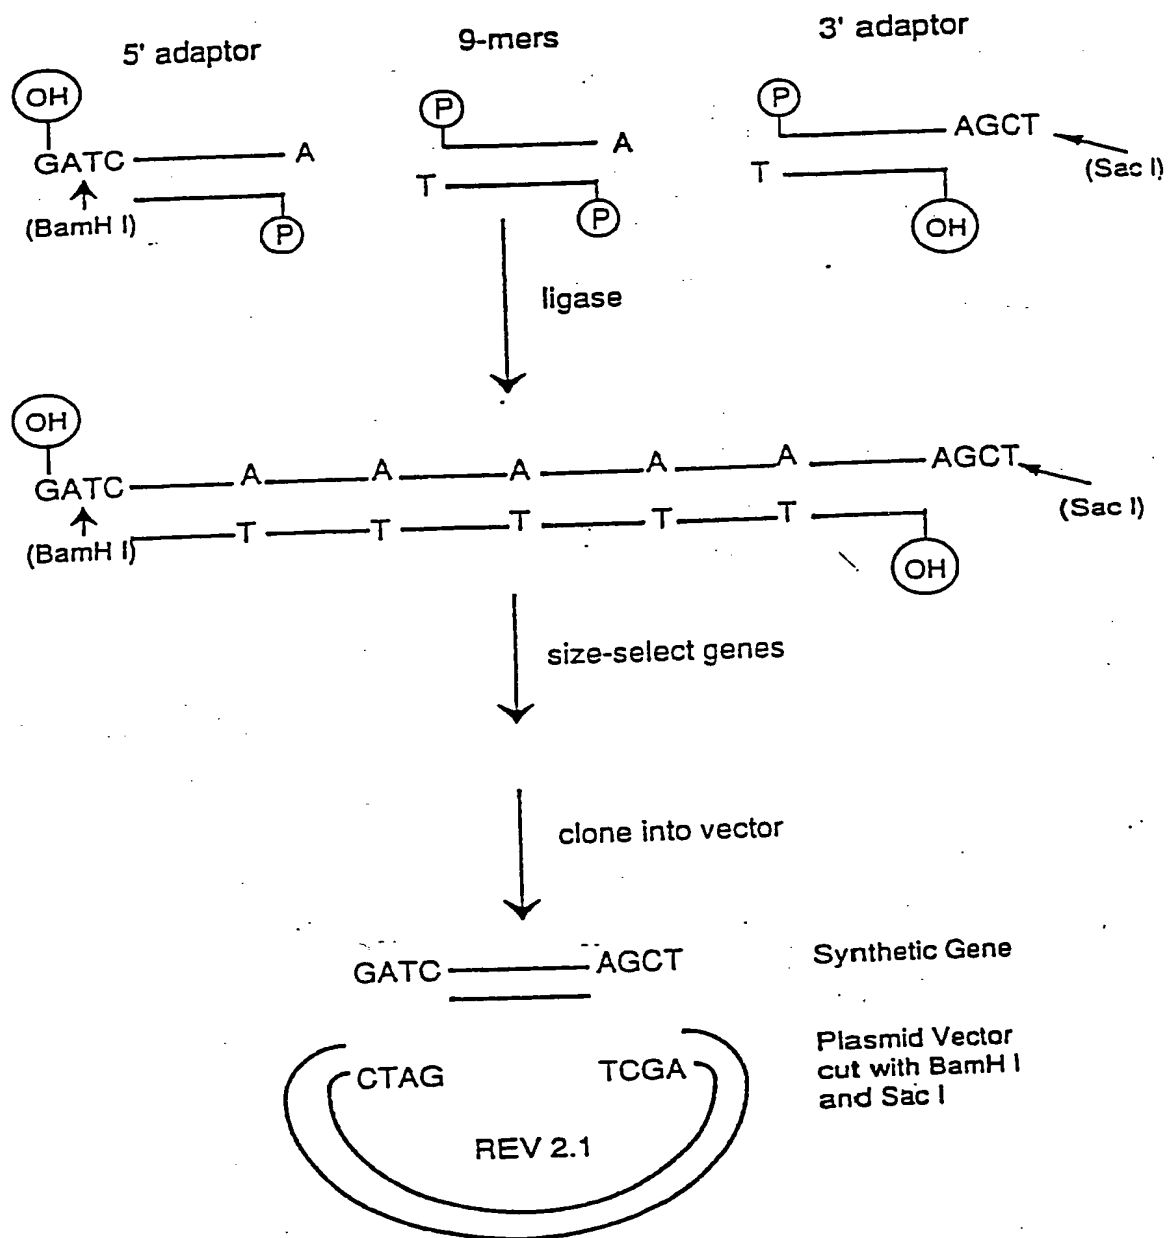 5' adaptor
9-mers
3' adaptor
OH
GATC
A
(BamH I)
P
P
T
A
P
P
AGCT
T
(Sac I)
OH
ligase
OH
GATC
A
A
A
A
A
AGCT
(BamH I)
T
T
T
T
T
(Sac I)
OH
size-select genes
clone into vector
GATC
AGCT
Synthetic Gene
CTAG
TCGA
Plasmid Vector
cut with BamH I
and Sac I
REV 2.1